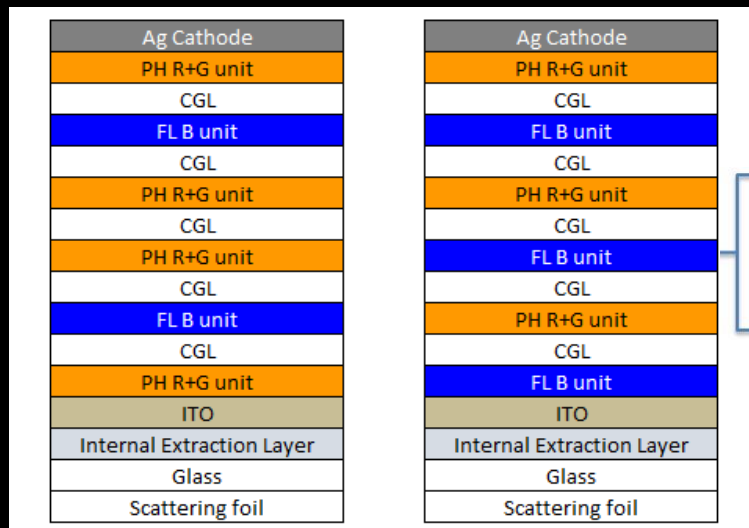 Ag Cathode
PH R+G unit
CGL
FL B unit
CGL
PH R+G unit
CGL
PH R+G unit
CGL
FL B unit
CGL
PH R+G unit
ITO
Internal Extraction Layer
Glass
Scattering foil
Ag Cathode
PH R+G unit
CGL
FL B unit
CGL
PH R+G unit
CGL
FL B unit
CGL
PH R+G unit
CGL
FL B unit
ITO
Internal Extraction Layer
Glass
Scattering foil